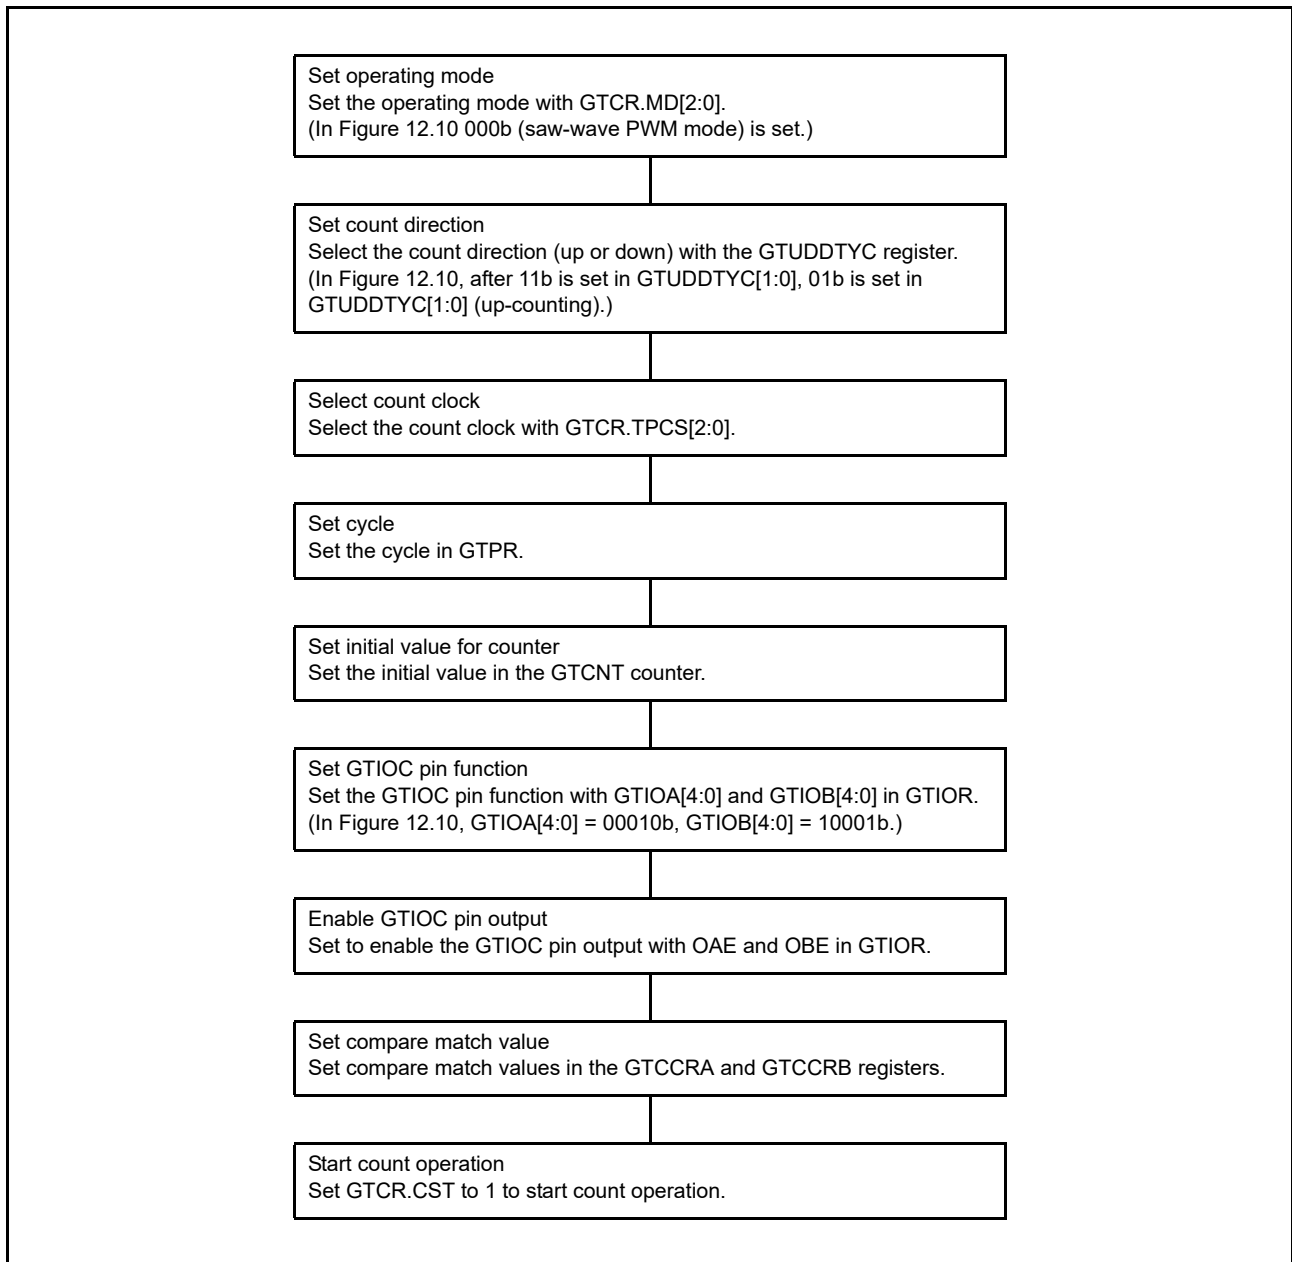 Set operating mode
Set the operating mode with GTCR.MD[2:0].
(In Figure 12.10 000b (saw-wave PWM mode) is set.)
Set count direction
Select the count direction (up or down) with the GTUDDTYC register.
(In Figure 12.10, after 11b is set in GTUDDTYC[1:0], 01b is set in
GTUDDTYC[1:0] (up-counting).)
Select count clock
Select the count clock with GTCR.TPCS[2:0].
Set cycle
Set the cycle in GTPR.
Set initial value for counter
Set the initial value in the GTCNT counter.
Set GTIOC pin function
Set the GTIOC pin function with GTIOA[4:0] and GTIOB[4:0] in GTIOR.
(In Figure 12.10, GTIOA[4:0] = 00010b, GTIOB[4:0] = 10001b.)
Enable GTIOC pin output
Set to enable the GTIOC pin output with OAE and OBE in GTIOR.
Set compare match value
Set compare match values in the GTCCRA and GTCCRB registers.
Start count operation
Set GTCR.CST to 1 to start count operation.